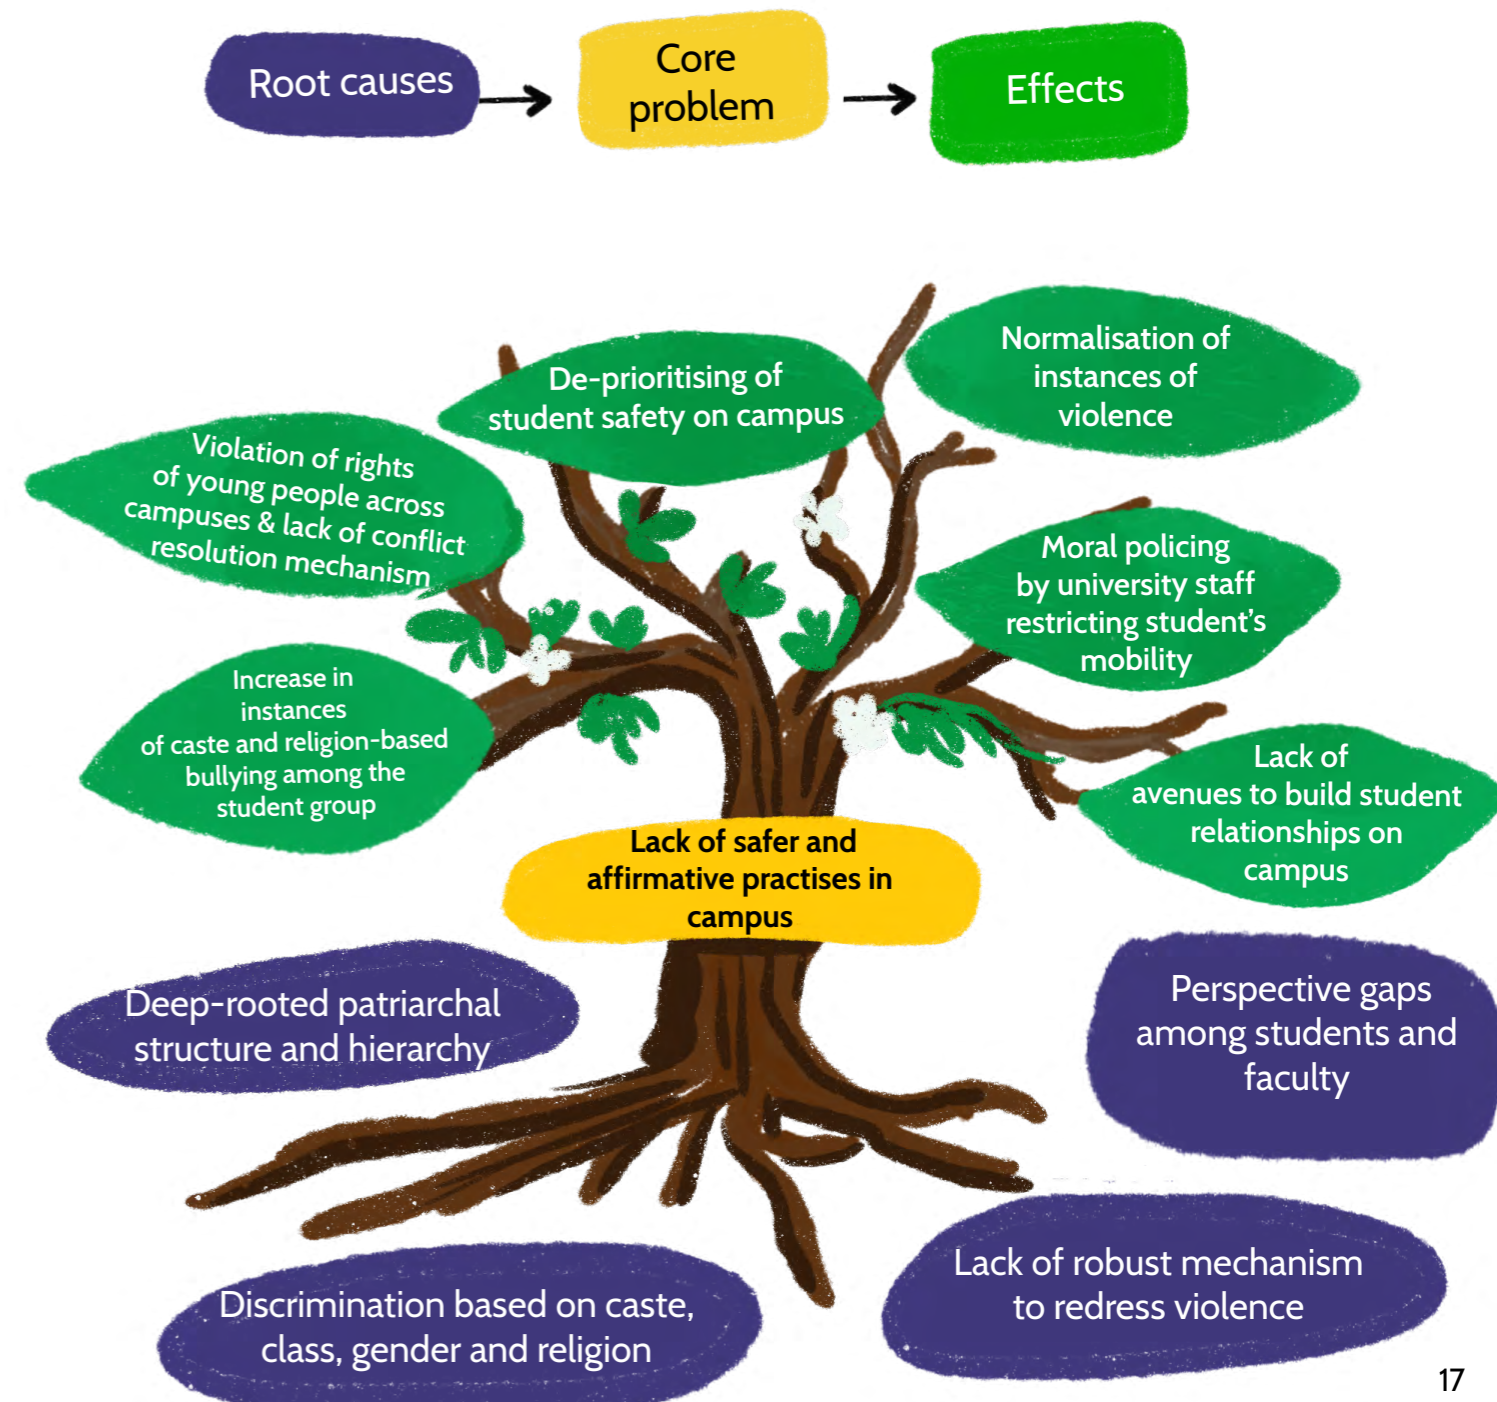 Root causes
Core
problem
Effects
De-prioritising of
student safety on campus
Normalisation of
instances of
violence
Violation of rights
of young people across
campuses & lack of conflict
resolution mechanism
Moral policing
by university staff
restricting student's
mobility
Increase in
instances
of caste and religion-based
bullying among the
student group
Lack of
avenues to build student
relationships on
campus
Lack of safer and
affirmative practises in
campus
Deep-rooted patriarchal
structure and hierarchy
Perspective gaps
among students and
faculty
Discrimination based on caste,
class, gender and religion
Lack of robust mechanism
to redress violence
17